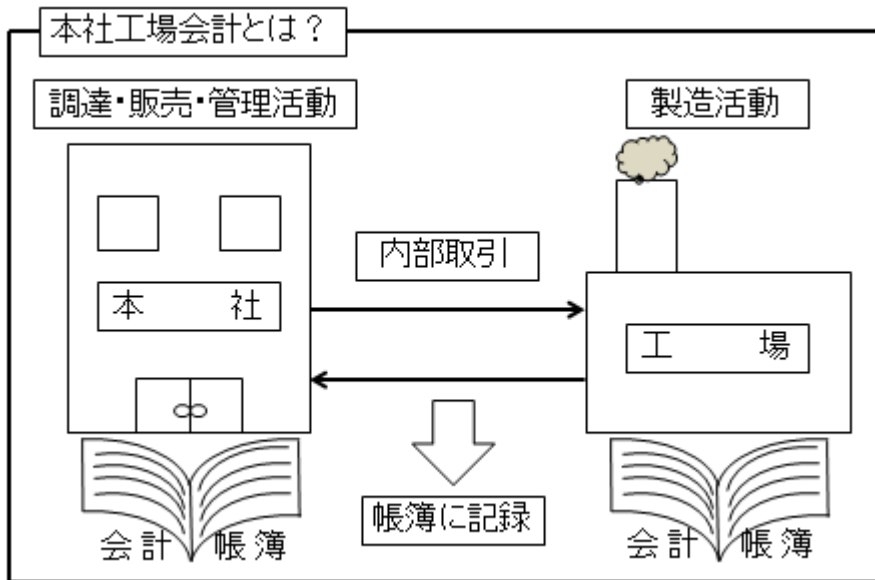 本社工場会計とは？
調達・販売・管理活動
製造活動
内部取引
本社
工場
帳簿に記録
会計帳簿
会計帳簿